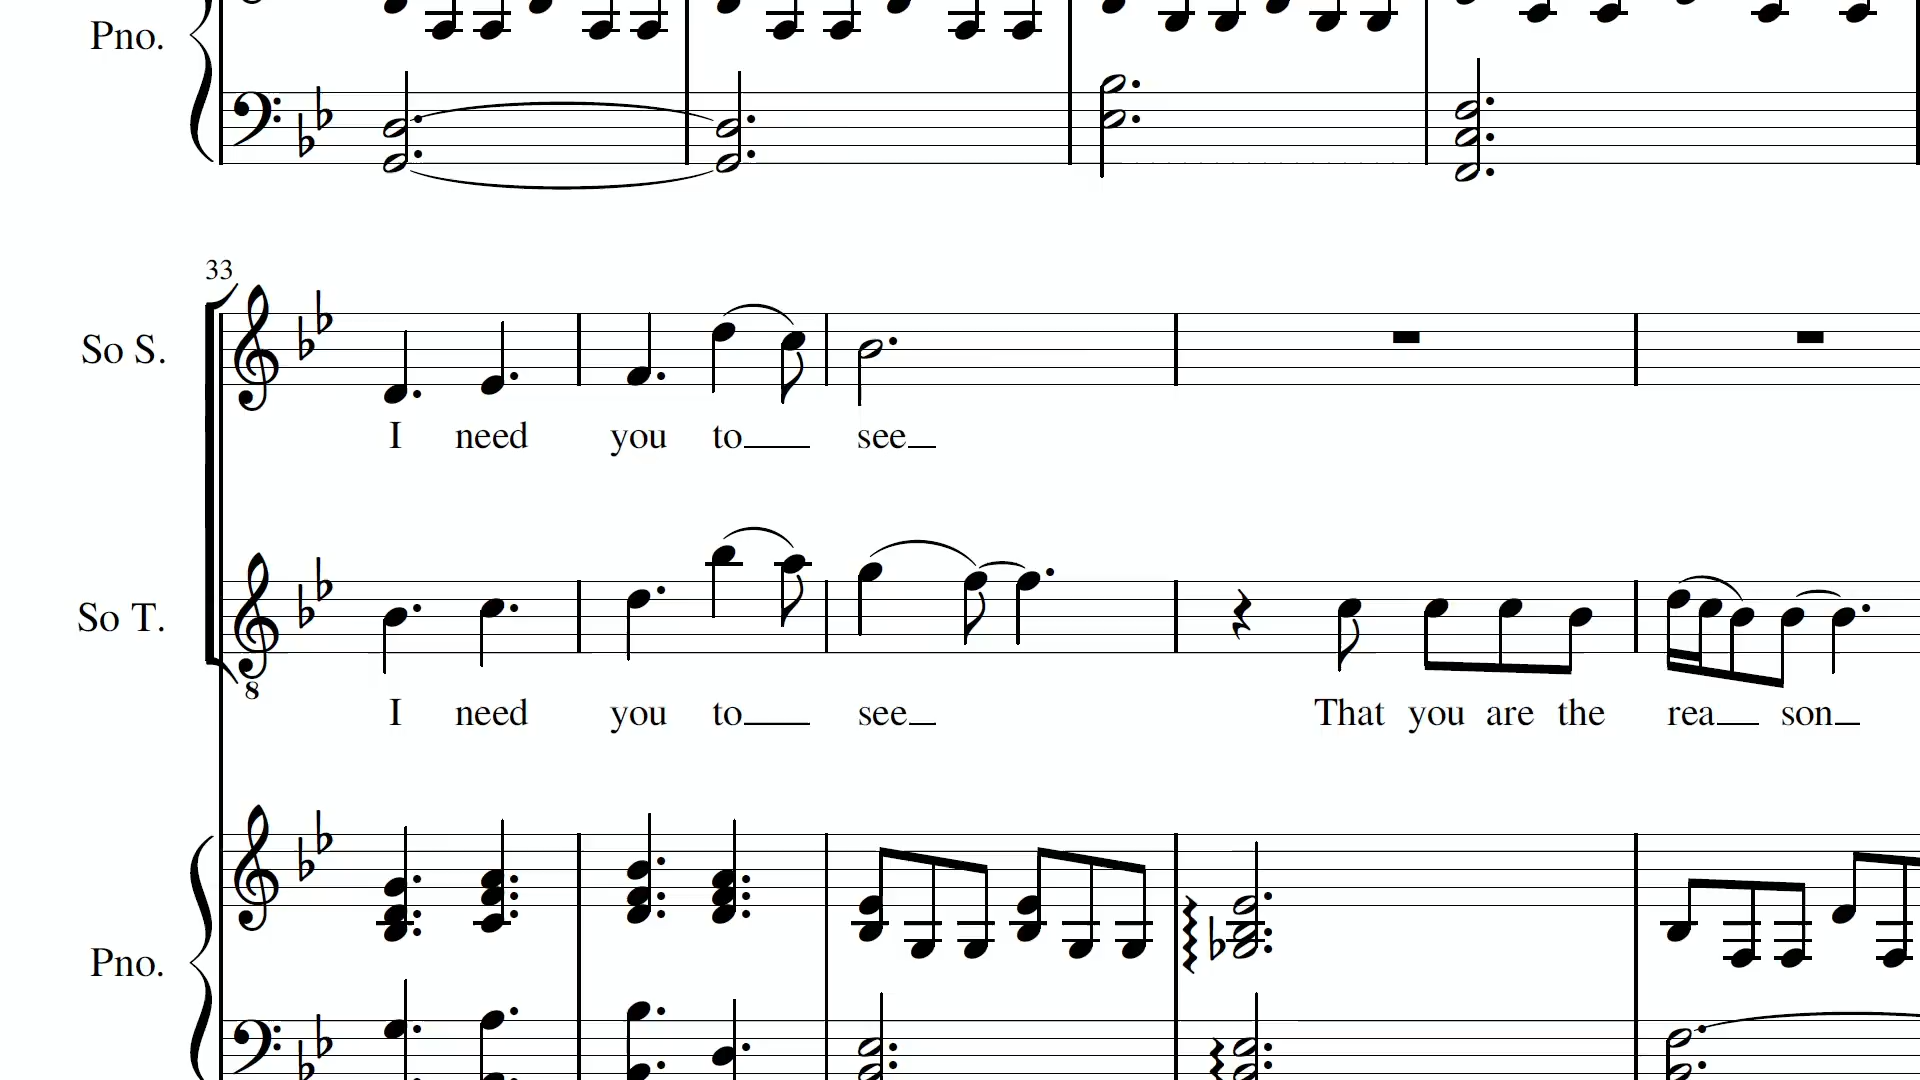 Pno.
33
So S.
I need you to see
So T.
8
I need you to see That you are the rea son
Pno.